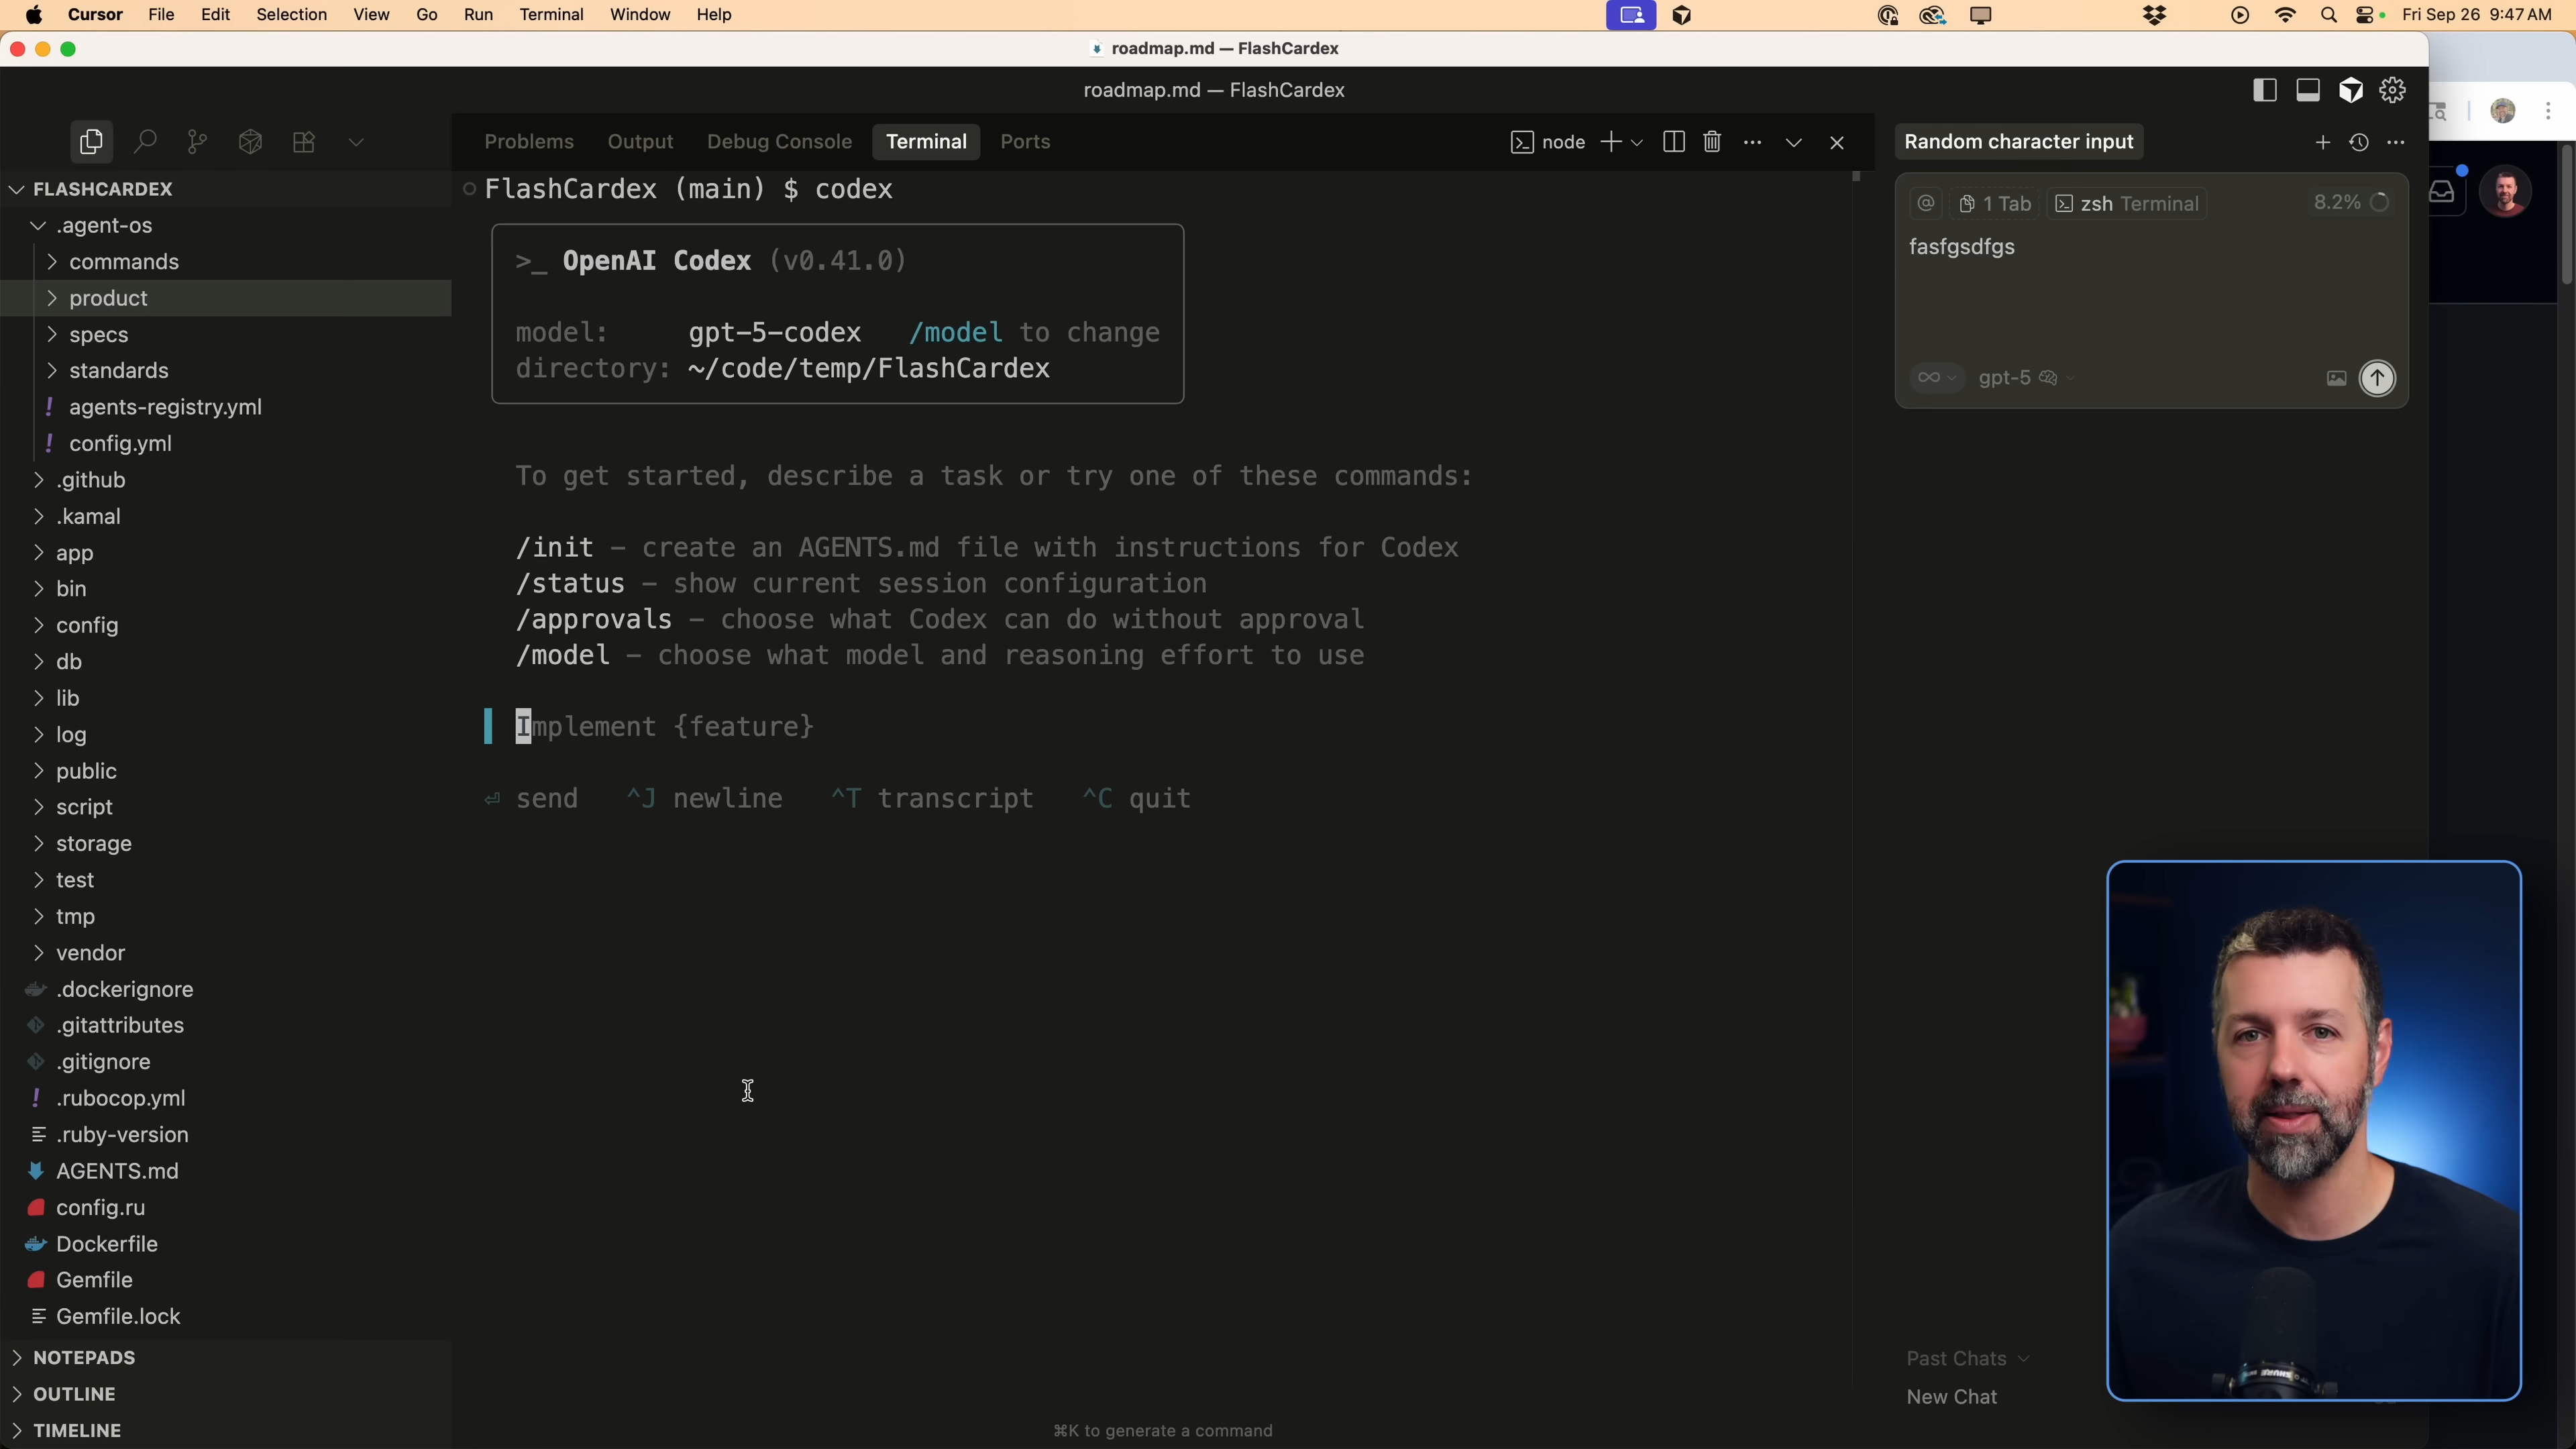 Cursor File Edit Selection View Go Run Terminal Window Help
Fri Sep 26 9:47 AM
roadmap.md — FlashCardex
roadmap.md — FlashCardex
Problems Output Debug Console Terminal Ports
node
FLASHCARDEX
.agent-os
commands
product
specs
standards
! agents-registry.yml
! config.yml
.github
.kamal
app
bin
config
db
lib
log
public
script
storage
test
tmp
vendor
.dockerignore
.gitattributes
.gitignore
! .rubocop.yml
.ruby-version
AGENTS.md
config.ru
Dockerfile
Gemfile
Gemfile.lock
NOTEPADS
OUTLINE
TIMELINE
FlashCardex (main) $ codex
>_ OpenAI Codex (v0.41.0)
model: gpt-5-codex /model to change
directory: ~/code/temp/FlashCardex
To get started, describe a task or try one of these commands:
/init – create an AGENTS.md file with instructions for Codex
/status – show current session configuration
/approvals – choose what Codex can do without approval
/model – choose what model and reasoning effort to use
Implement {feature}
⏎ send ^J newline ^T transcript ^C quit
⌘K to generate a command
Random character input
@ 1 Tab zsh Terminal 8.2%
fasfgsdfgs
∞ gpt-5
Past Chats
New Chat